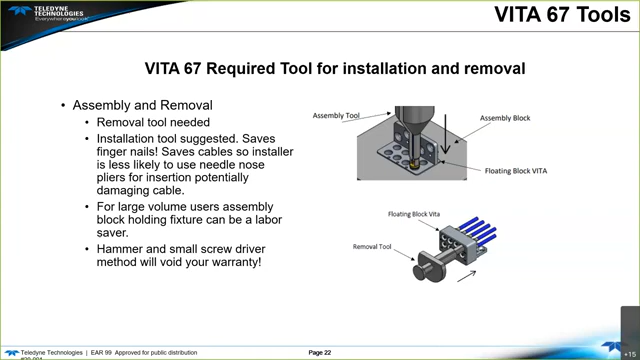 TELEDYNE
TECHNOLOGIES
Everywhereyoulook
VITA 67 Tools
VITA 67 Required Tool for installation and removal
• Assembly and Removal
• Removal tool needed
• Installation tool suggested. Saves
finger nails! Saves cables so installer
is less likely to use needle nose
pliers for insertion potentially
damaging cable.
• For large volume users assembly
block holding fixture can be a labor
saver.
• Hammer and small screw driver
method will void your warranty!
Assembly Tool
Assembly Block
Floating Block VITA
Floating Block Vita
Removal Tool
Teledyne Technologies | EAR 99 Approved for public distribution
Page 22
+15